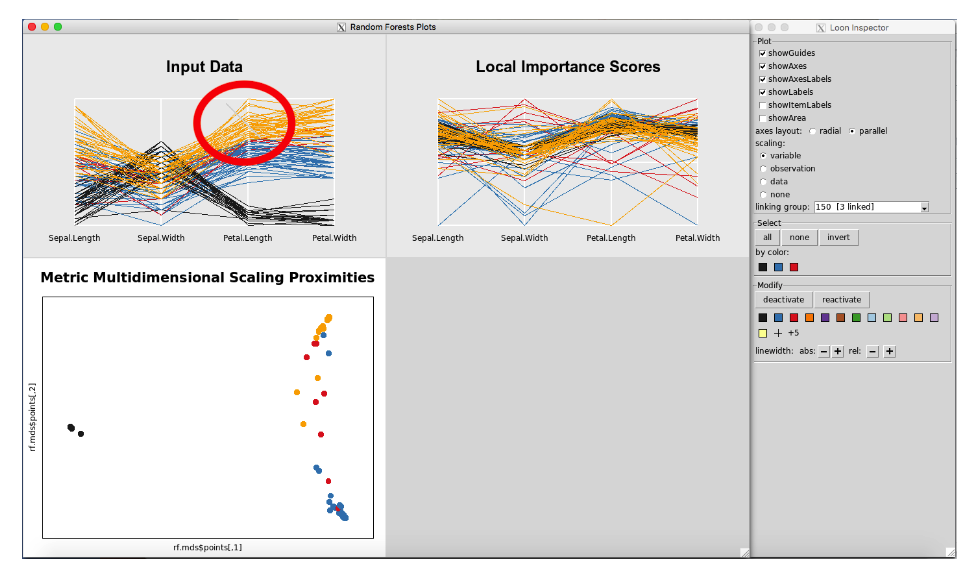 Random Forests Plots
Input Data
Local Importance Scores
Sepal.Length Sepal.Width Petal.Length Petal.Width
Sepal.Length Sepal.Width Petal.Length Petal.Width
Metric Multidimensional Scaling Proximities
rf.mds$points[,2]
rf.mds$points[,1]
Loon Inspector
Plot
showGuides
showAxes
showAxesLabels
showLabels
showItemLabels
showArea
axes layout: radial parallel
scaling:
variable
observation
data
none
linking group: 150 [3 linked]
Select
all none invert
by color:
Modify
deactivate reactivate
+5
linewidth: abs: − + rel: − +